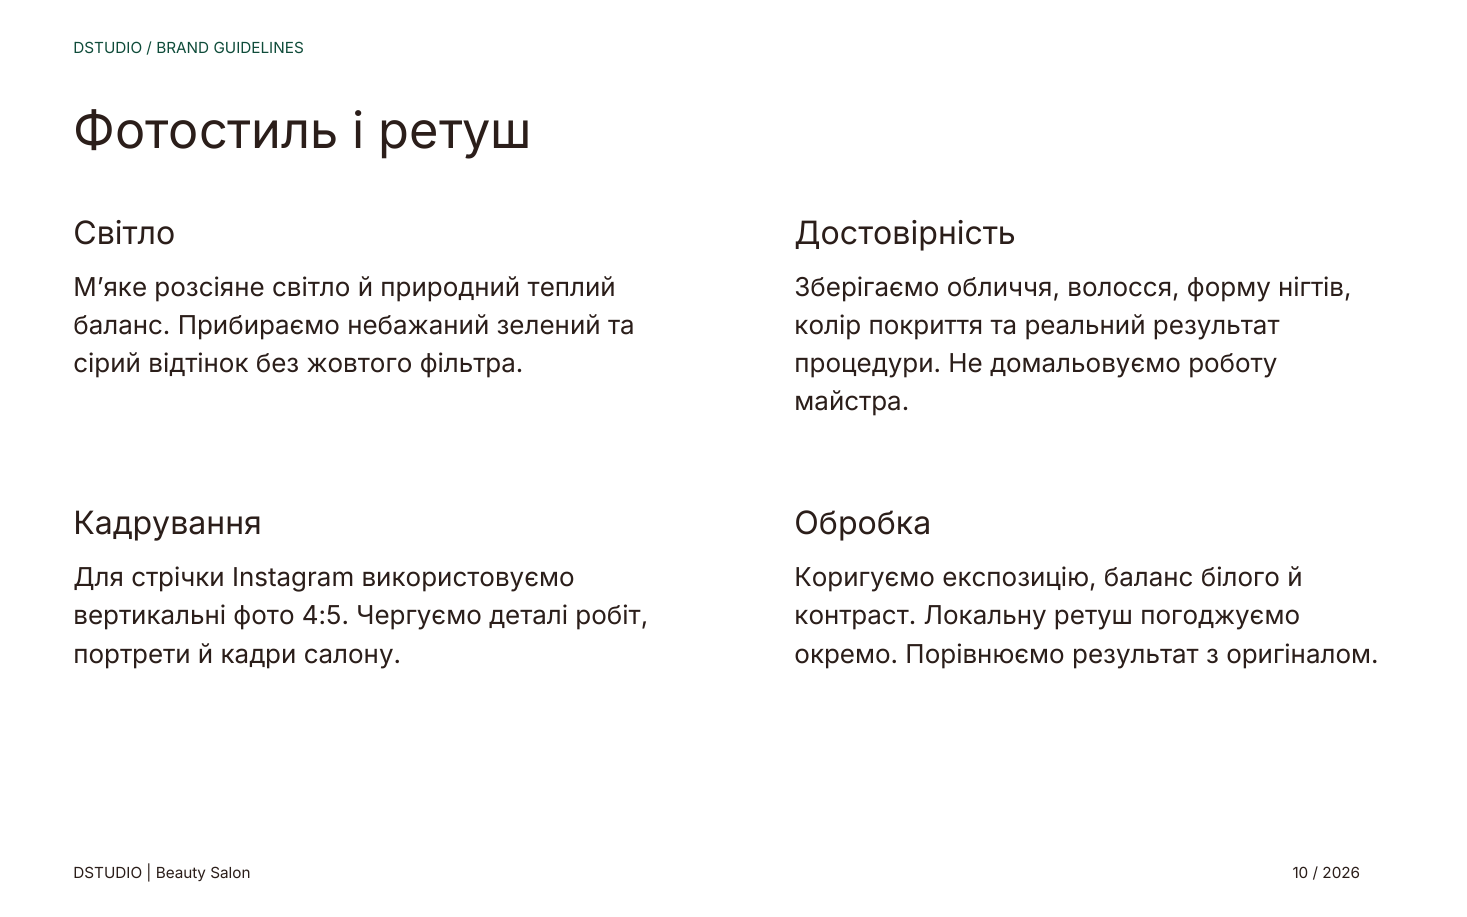 DSTUDIO / BRAND GUIDELINES
Фотостиль і ретуш
Світло
М’яке розсіяне світло й природний теплий
баланс. Прибираємо небажаний зелений та
сірий відтінок без жовтого фільтра.
Достовірність
Зберігаємо обличчя, волосся, форму нігтів,
колір покриття та реальний результат
процедури. Не домальовуємо роботу
майстра.
Кадрування
Для стрічки Instagram використовуємо
вертикальні фото 4:5. Чергуємо деталі робіт,
портрети й кадри салону.
Обробка
Коригуємо експозицію, баланс білого й
контраст. Локальну ретуш погоджуємо
окремо. Порівнюємо результат з оригіналом.
DSTUDIO | Beauty Salon
10 / 2026